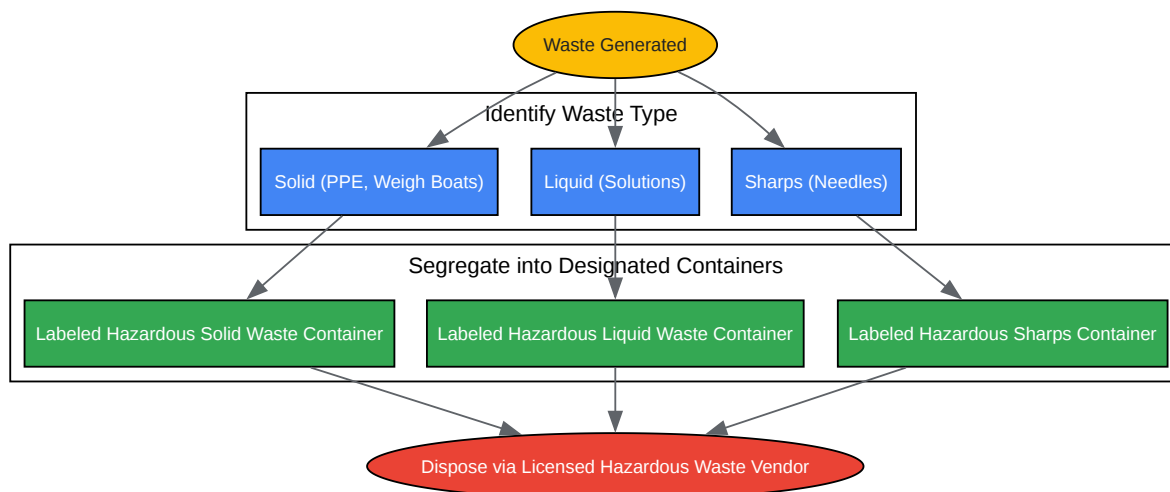 Waste Generated
Identify Waste Type
Solid (PPE, Weigh Boats)
Liquid (Solutions)
Sharps (Needles)
Segregate into Designated Containers
Labeled Hazardous Solid Waste Container
Labeled Hazardous Liquid Waste Container
Labeled Hazardous Sharps Container
Dispose via Licensed Hazardous Waste Vendor